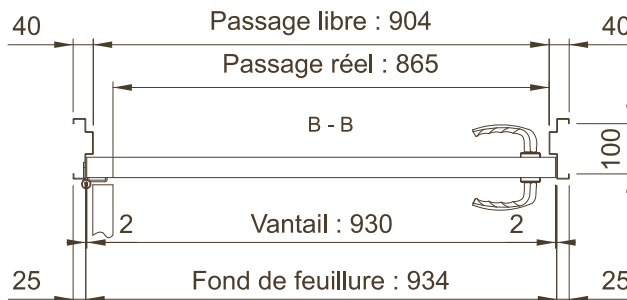 40 Passage libre : 904 40
Passage réel : 865
B - B
100
2 Vantail : 930 2
25 Fond de feuillure : 934 25